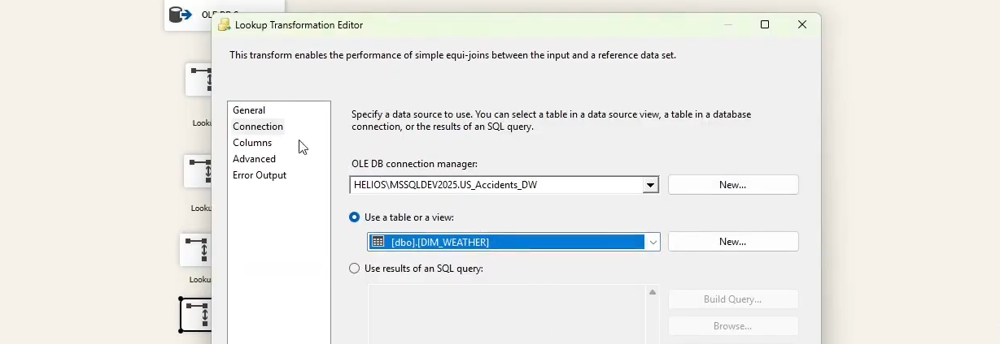 OLE DB
Lookup Transformation Editor
This transform enables the performance of simple equi-joins between the input and a reference data set.
General
Connection
Columns
Advanced
Error Output
Specify a data source to use. You can select a table in a data source view, a table in a database
connection, or the results of an SQL query.
OLE DB connection manager:
HELIOS\MSSQLDEV2025.US_Accidents_DW
New...
Use a table or a view:
[dbo].[DIM_WEATHER]
New...
Use results of an SQL query:
Build Query...
Browse...
Looku
Looku
Looku